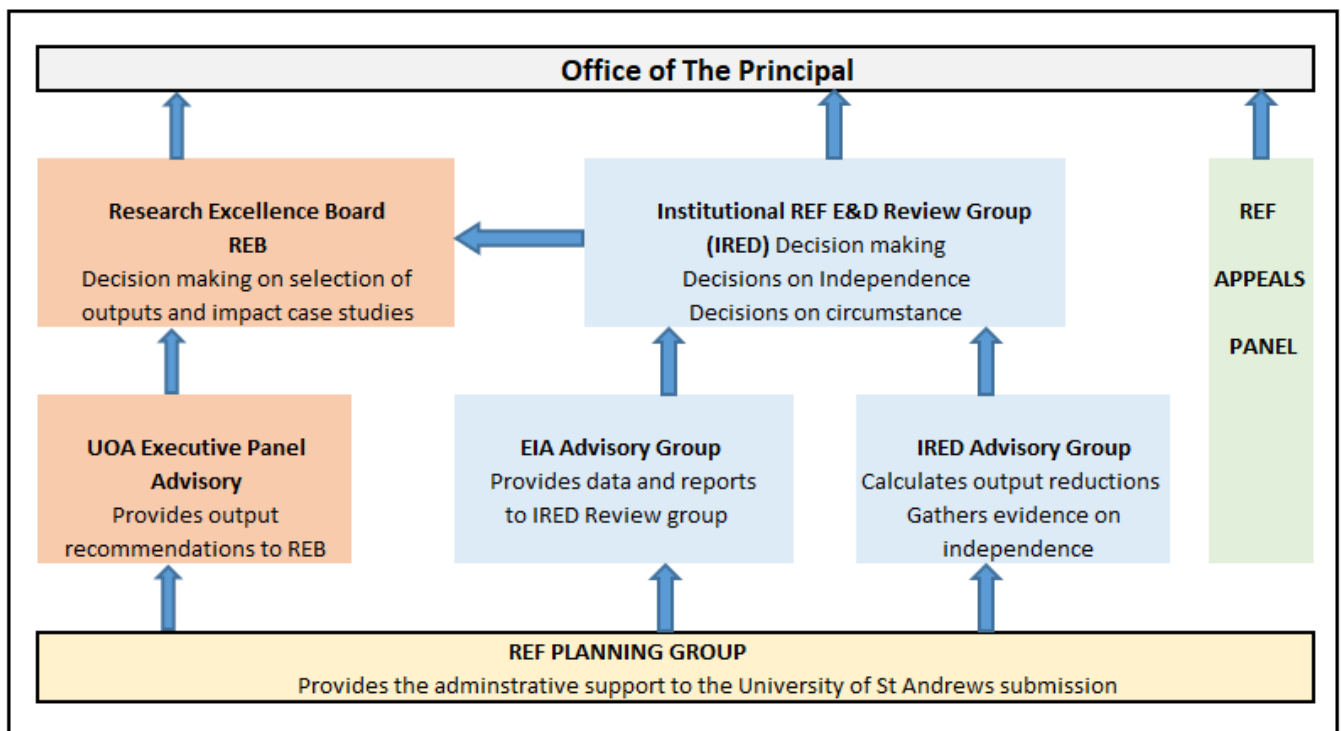 Office of The Principal
Research Excellence Board
REB
Decision making on selection of
outputs and impact case studies
Institutional REF E&D Review Group
(IRED) Decision making
Decisions on Independence
Decisions on circumstance
REF
APPEALS
PANEL
UOA Executive Panel
Advisory
Provides output
recommendations to REB
EIA Advisory Group
Provides data and reports
to IRED Review group
IRED Advisory Group
Calculates output reductions
Gathers evidence on
independence
REF PLANNING GROUP
Provides the adminstrative support to the University of St Andrews submission